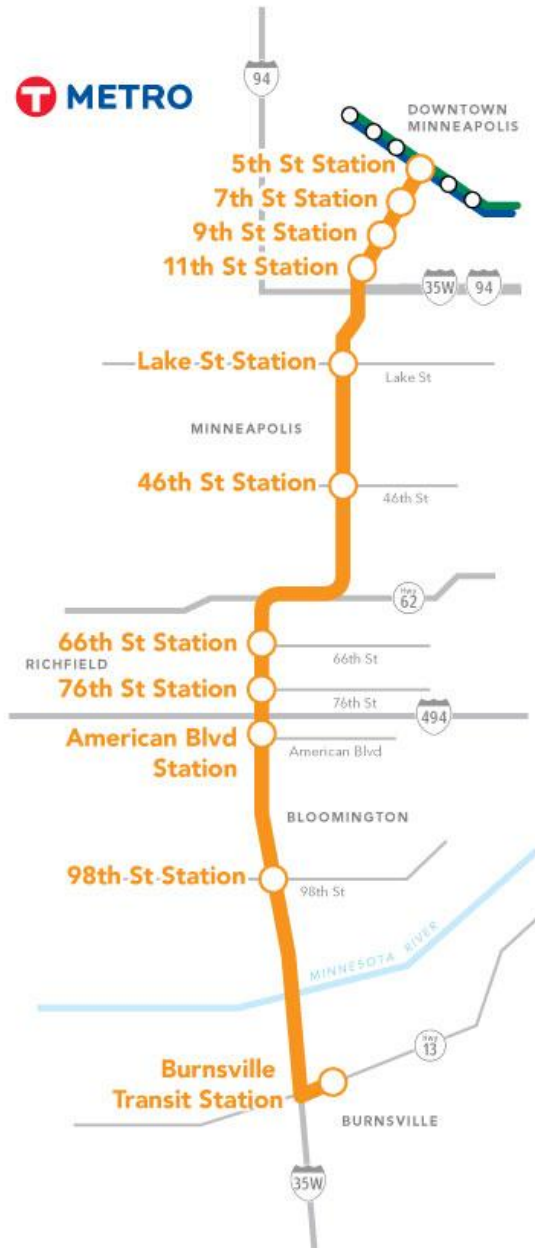 94
T METRO
DOWNTOWN
MINNEAPOLIS
5th St Station
7th St Station
9th St Station
11th St Station
35W 94
Lake St Station
Lake St
MINNEAPOLIS
46th St Station
46th St
Hwy
62
66th St Station
66th St
RICHFIELD
76th St Station
76th St
494
American Blvd
Station
American Blvd
BLOOMINGTON
98th St Station
98th St
MINNESOTA RIVER
Hwy
13
Burnsville
Transit Station
BURNSVILLE
35W